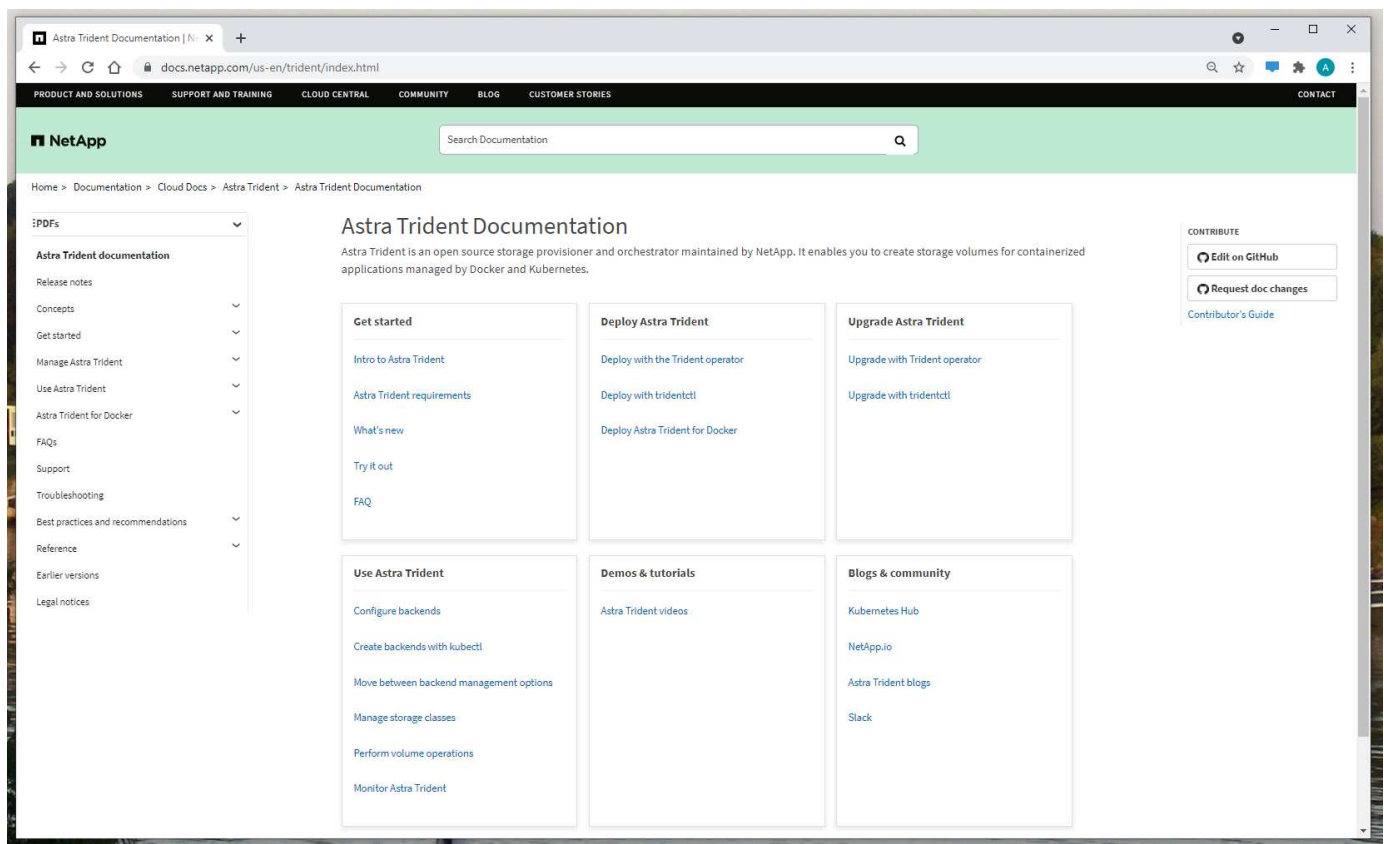 Astra Trident Documentation | Ne
docs.netapp.com/us-en/trident/index.html
A
PRODUCT AND SOLUTIONS SUPPORT AND TRAINING CLOUD CENTRAL COMMUNITY BLOG CUSTOMER STORIES CONTACT
NetApp
Search Documentation
Home > Documentation > Cloud Docs > Astra Trident > Astra Trident Documentation
PDFs
Astra Trident documentation
Release notes
Concepts
Get started
Manage Astra Trident
Use Astra Trident
Astra Trident for Docker
FAQs
Support
Troubleshooting
Best practices and recommendations
Reference
Earlier versions
Legal notices
Astra Trident Documentation
Astra Trident is an open source storage provisioner and orchestrator maintained by NetApp. It enables you to create storage volumes for containerized
applications managed by Docker and Kubernetes.
Get started
Intro to Astra Trident
Astra Trident requirements
What's new
Try it out
FAQ
Deploy Astra Trident
Deploy with the Trident operator
Deploy with tridentctl
Deploy Astra Trident for Docker
Upgrade Astra Trident
Upgrade with Trident operator
Upgrade with tridentctl
Use Astra Trident
Configure backends
Create backends with kubectl
Move between backend management options
Manage storage classes
Perform volume operations
Monitor Astra Trident
Demos & tutorials
Astra Trident videos
Blogs & community
Kubernetes Hub
NetApp.io
Astra Trident blogs
Slack
CONTRIBUTE
Edit on GitHub
Request doc changes
Contributor's Guide